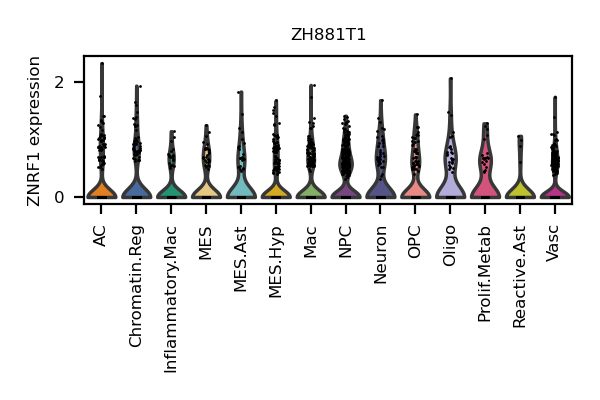 ZH881T1
ZNRF1 expression
2
0
AC
Chromatin.Reg
Inflammatory.Mac
MES
MES.Ast
MES.Hyp
Mac
NPC
Neuron
OPC
Oligo
Prolif.Metab
Reactive.Ast
Vasc